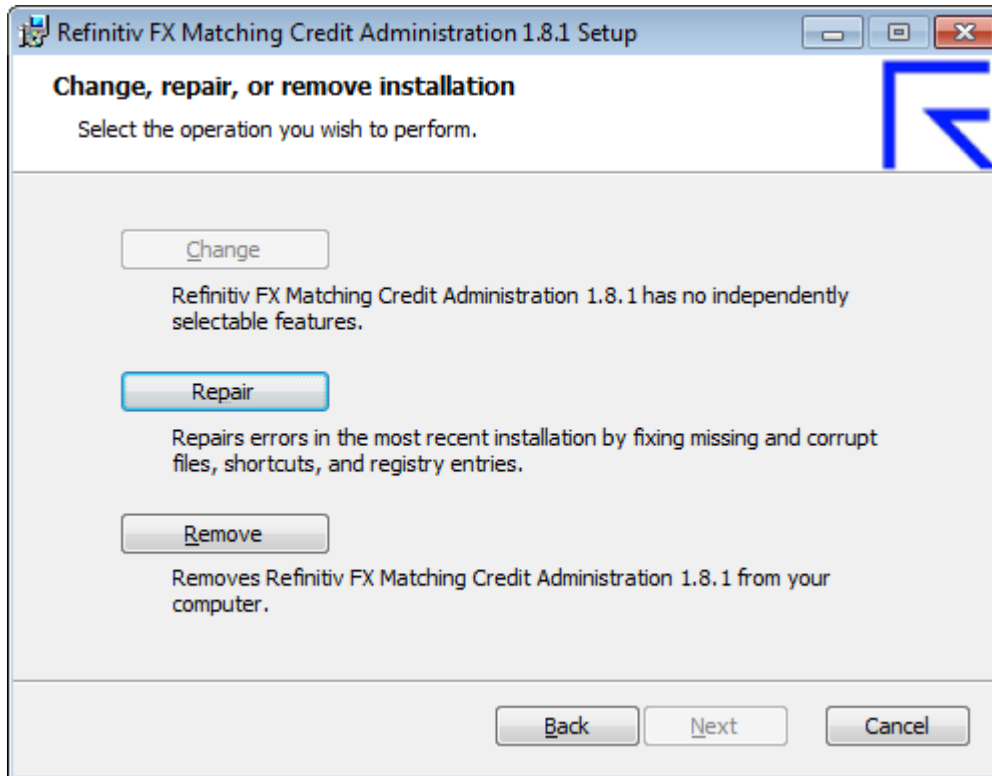 Refinitiv FX Matching Credit Administration 1.8.1 Setup
Change, repair, or remove installation
Select the operation you wish to perform.
Change
Refinitiv FX Matching Credit Administration 1.8.1 has no independently
selectable features.
Repair
Repairs errors in the most recent installation by fixing missing and corrupt
files, shortcuts, and registry entries.
Remove
Removes Refinitiv FX Matching Credit Administration 1.8.1 from your
computer.
Back Next Cancel